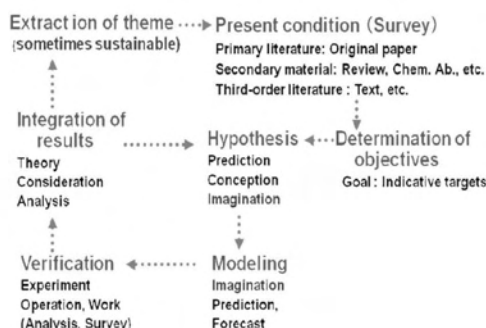 Extraction of theme
(sometimes sustainable)
Present condition (Survey)
Primary literature: Original paper
Secondary material: Review, Chem. Ab., etc.
Third-order literature : Text, etc.
Integration of
results
Theory
Consideration
Analysis
Hypothesis
Prediction
Conception
Imagination
Determination of
objectives
Goal : Indicative targets
Verification
Experiment
Operation, Work
(Analysis, Survey)
Modeling
Imagination
Prediction,
Forecast